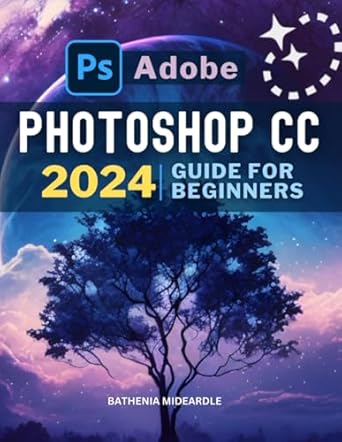 Ps Adobe
PHOTOSHOP CC
2024 GUIDE FOR
BEGINNERS
BATHENIA MIDEARDLE